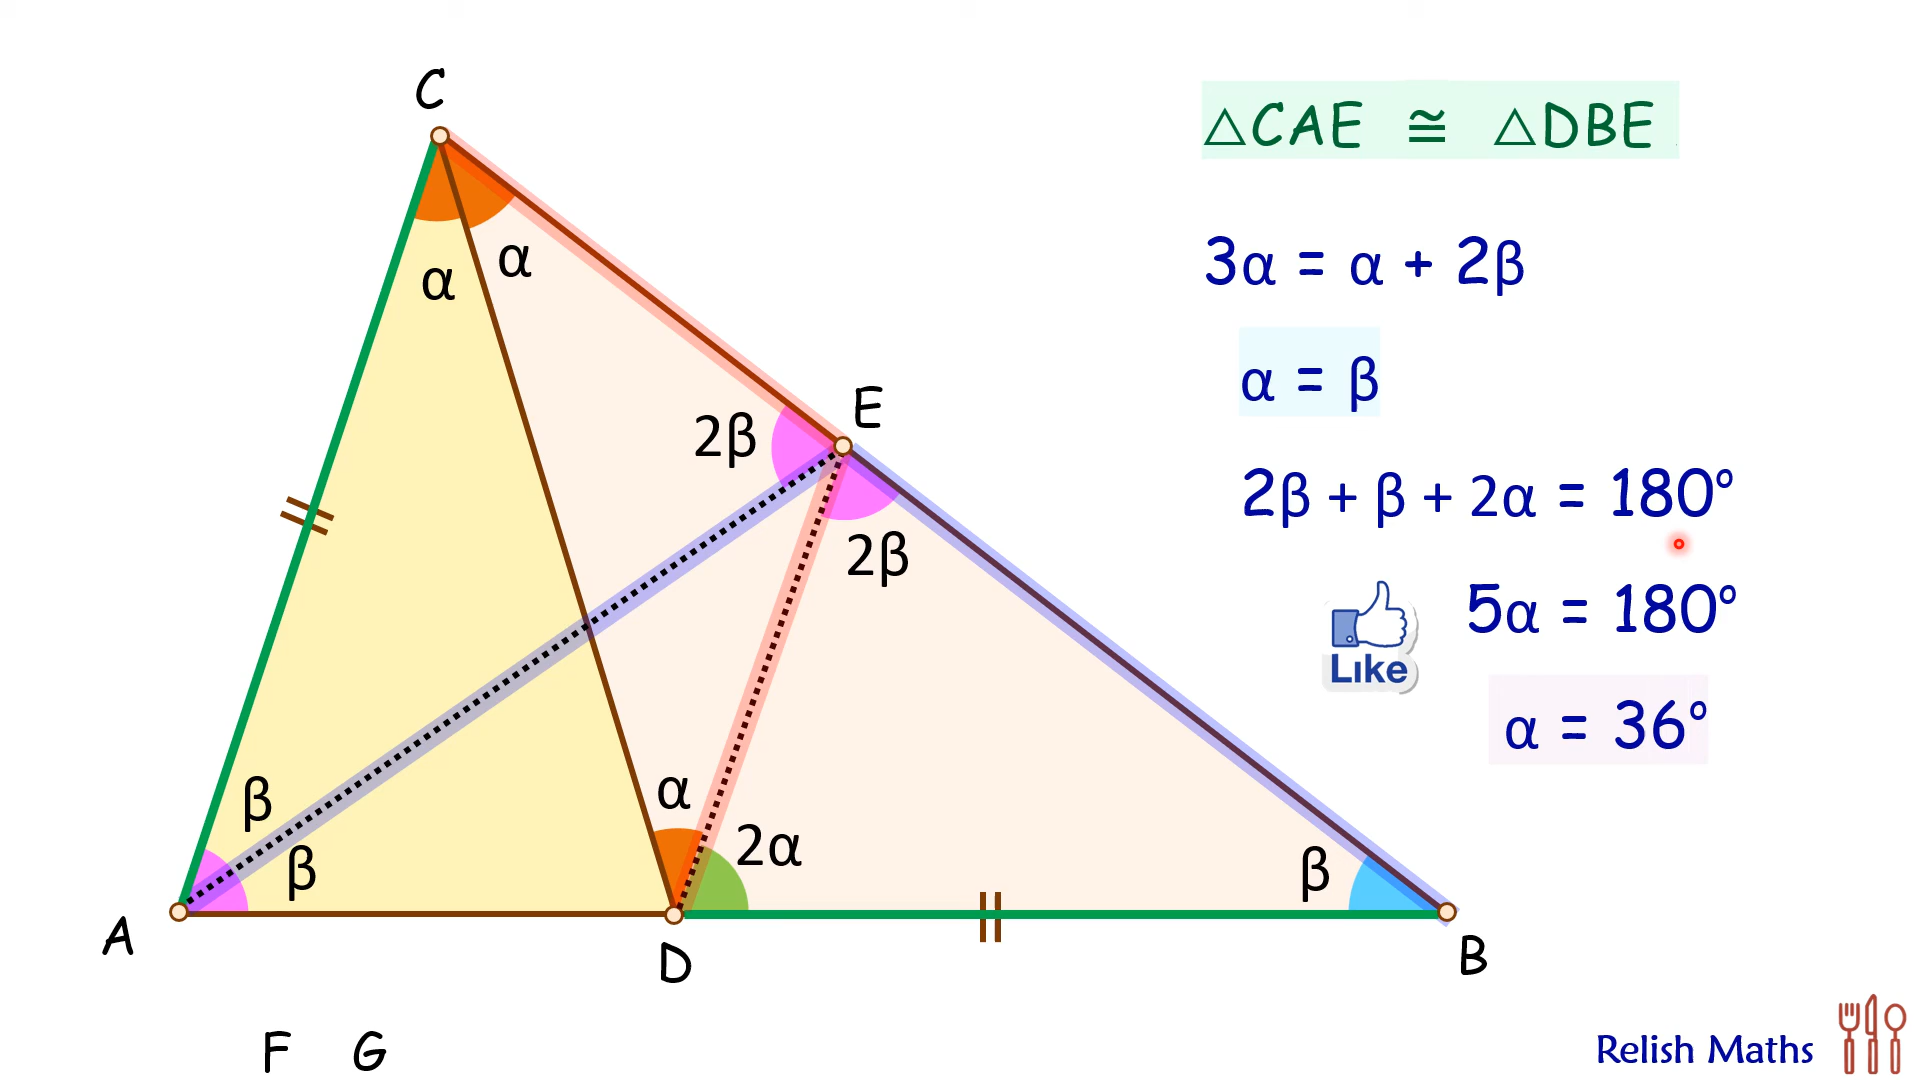 C
△CAE ≅ △DBE
α
α
3α = α + 2β
α = β
E
2β
2β
2β + β + 2α = 180°
5α = 180°
Like
α = 36°
β
β
α
2α
β
A
D
B
F G
Relish Maths